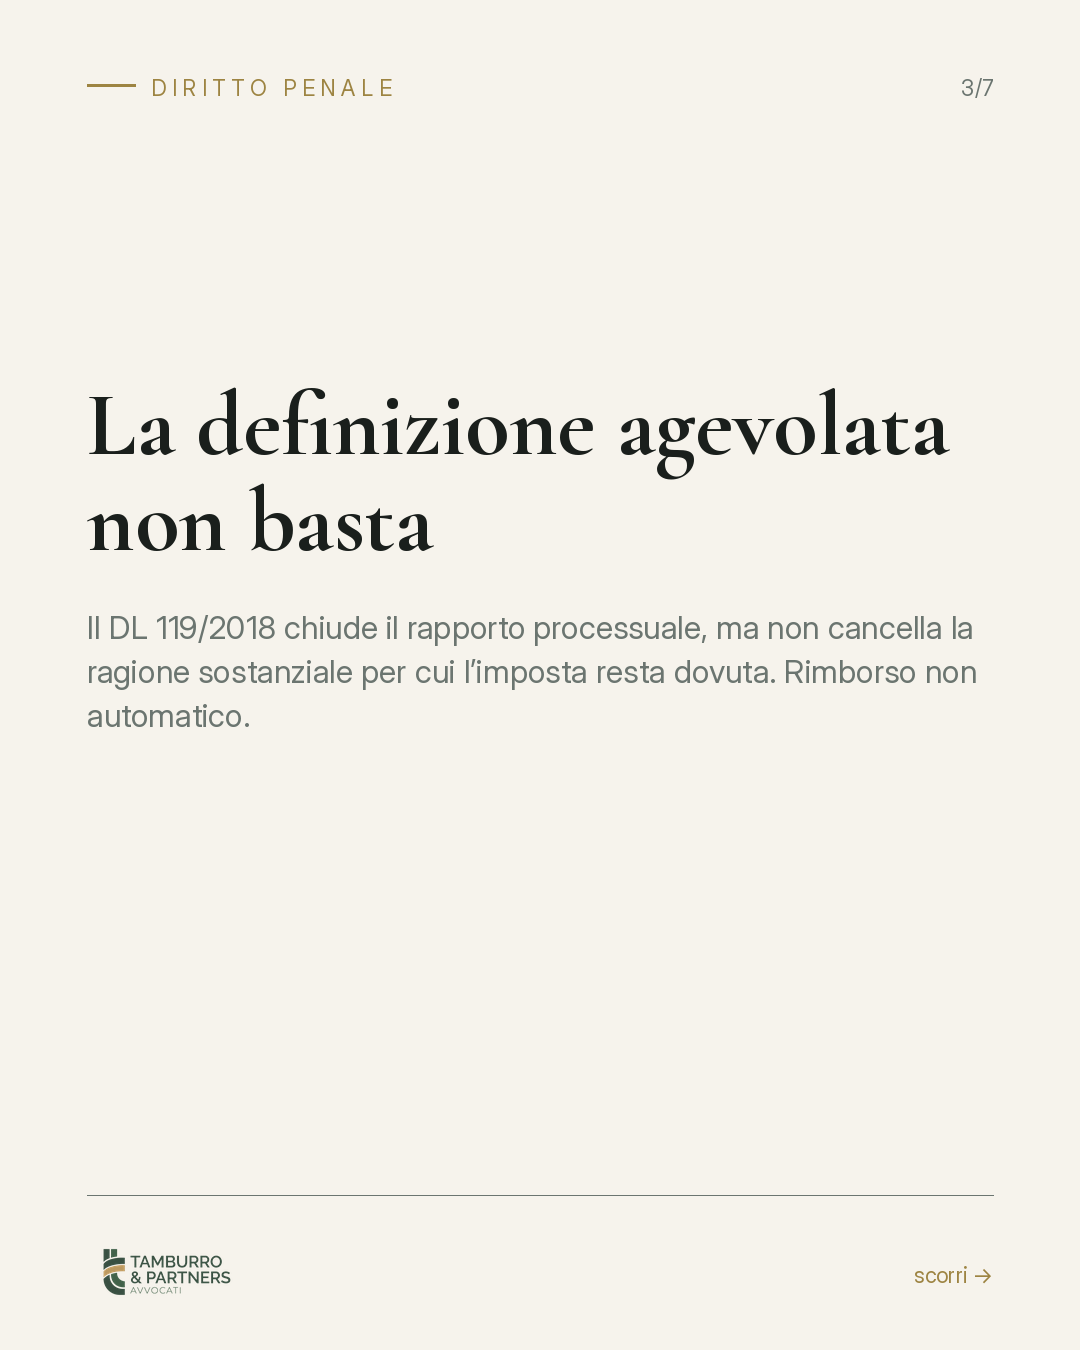 DIRITTO PENALE
3/7
La definizione agevolata
non basta
Il DL 119/2018 chiude il rapporto processuale, ma non cancella la
ragione sostanziale per cui l’imposta resta dovuta. Rimborso non
automatico.
TAMBURRO
& PARTNERS
AVVOCATI
scorri →